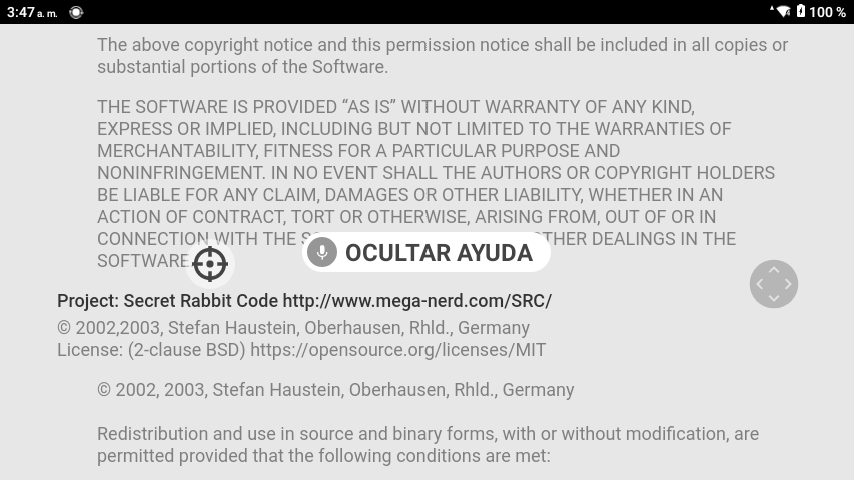 3:47 a. m.
100 %
The above copyright notice and this permission notice shall be included in all copies or
substantial portions of the Software.
THE SOFTWARE IS PROVIDED “AS IS” WITHOUT WARRANTY OF ANY KIND,
EXPRESS OR IMPLIED, INCLUDING BUT NOT LIMITED TO THE WARRANTIES OF
MERCHANTABILITY, FITNESS FOR A PARTICULAR PURPOSE AND
NONINFRINGEMENT. IN NO EVENT SHALL THE AUTHORS OR COPYRIGHT HOLDERS
BE LIABLE FOR ANY CLAIM, DAMAGES OR OTHER LIABILITY, WHETHER IN AN
ACTION OF CONTRACT, TORT OR OTHERWISE, ARISING FROM, OUT OF OR IN
CONNECTION WITH THE DEALINGS IN THE
OCULTAR AYUDA
SOFTWARE
Project: Secret Rabbit Code http://www.mega-nerd.com/SRC/
© 2002,2003, Stefan Haustein, Oberhausen, Rhld., Germany
License: (2-clause BSD) https://opensource.org/licenses/MIT
© 2002, 2003, Stefan Haustein, Oberhausen, Rhld., Germany
Redistribution and use in source and binary forms, with or without modification, are
permitted provided that the following conditions are met: